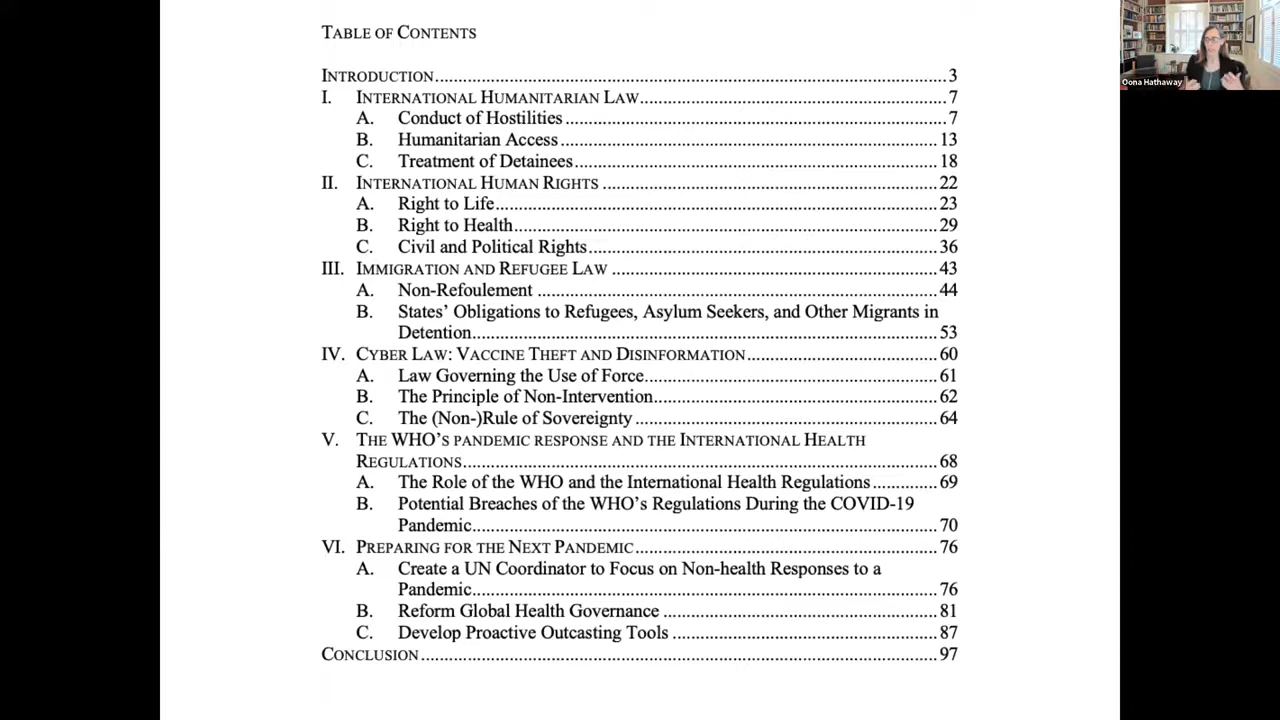 TABLE OF CONTENTS
INTRODUCTION........................................................................................................3
I. INTERNATIONAL HUMANITARIAN LAW....................................................................7
A. Conduct of Hostilities ....................................................................................7
B. Humanitarian Access ....................................................................................13
C. Treatment of Detainees..................................................................................18
II. INTERNATIONAL HUMAN RIGHTS ..........................................................................22
A. Right to Life..................................................................................................23
B. Right to Health..............................................................................................29
C. Civil and Political Rights...............................................................................36
III. IMMIGRATION AND REFUGEE LAW ........................................................................43
A. Non-Refoulement ........................................................................................44
B. States' Obligations to Refugees, Asylum Seekers, and Other Migrants in
Detention......................................................................................................53
IV. CYBER LAW: VACCINE THEFT AND DISINFORMATION..........................................60
A. Law Governing the Use of Force...................................................................61
B. The Principle of Non-Intervention.................................................................62
C. The (Non-)Rule of Sovereignty .....................................................................64
V. THE WHO'S PANDEMIC RESPONSE AND THE INTERNATIONAL HEALTH
REGULATIONS.........................................................................................................68
A. The Role of the WHO and the International Health Regulations..............69
B. Potential Breaches of the WHO's Regulations During the COVID-19
Pandemic......................................................................................................70
VI. PREPARING FOR THE NEXT PANDEMIC..................................................................76
A. Create a UN Coordinator to Focus on Non-health Responses to a
Pandemic......................................................................................................76
B. Reform Global Health Governance ...............................................................81
C. Develop Proactive Outcasting Tools .............................................................87
CONCLUSION............................................................................................................97
Oona Hathaway